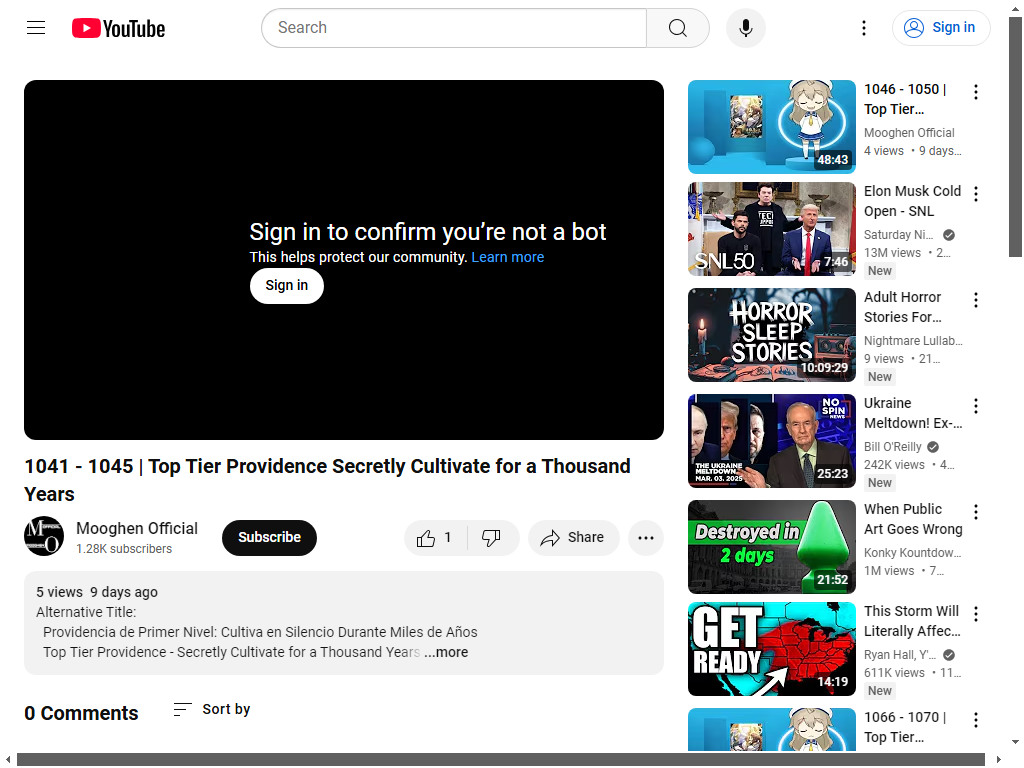 YouTube
Search
Sign in
Sign in to confirm you’re not a bot
This helps protect our community. Learn more
Sign in
1041 - 1045 | Top Tier Providence Secretly Cultivate for a Thousand
Years
Mooghen Official
1.28K subscribers
Subscribe
1
Share
5 views 9 days ago
Alternative Title:
Providencia de Primer Nivel: Cultiva en Silencio Durante Miles de Años
Top Tier Providence - Secretly Cultivate for a Thousand Years ...more
0 Comments
Sort by
48:43
1046 - 1050 |
Top Tier…
Mooghen Official
4 views • 9 days…
SNL50
7:46
Elon Musk Cold
Open - SNL
Saturday Ni…
13M views • 2…
New
HORROR
SLEEP
STORIES
10:09:29
Adult Horror
Stories For…
Nightmare Lullab…
9 views • 21…
New
NO
SPIN
NEWS
THE UKRAINE
MELTDOWN
MAR. 03, 2025
25:23
Ukraine
Meltdown! Ex-…
Bill O'Reilly
242K views • 4…
New
Destroyed in
2 days
21:52
When Public
Art Goes Wrong
Konky Kountdow…
1M views • 7…
GET
READY
14:19
This Storm Will
Literally Affec…
Ryan Hall, Y'…
611K views • 11…
New
1066 - 1070 |
Top Tier…